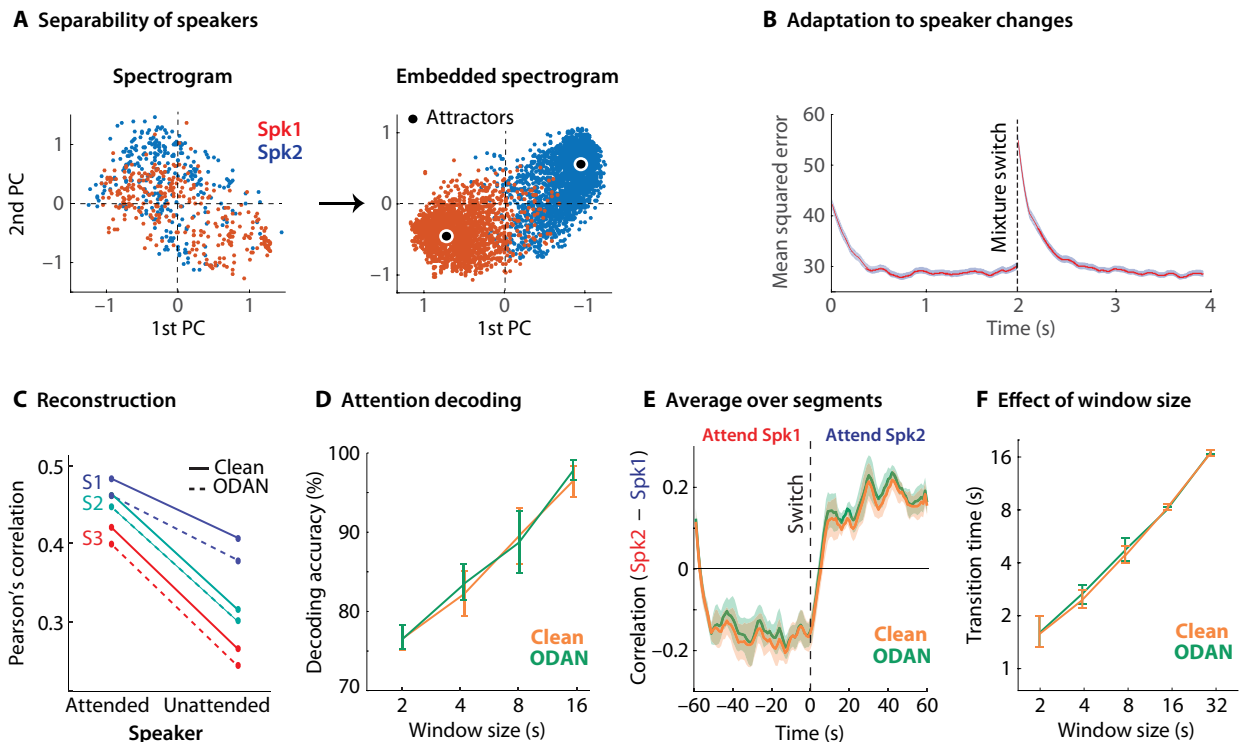 A Separability of speakers
Spectrogram
Embedded spectrogram
Spk1
Spk2
Attractors
2nd PC
1
0
−1
−1
0
1
1st PC
1
0
−1
1
0
-1
1st PC
B Adaptation to speaker changes
Mean squared error
60
50
40
30
Mixture switch
0
1
2
3
4
Time (s)
C Reconstruction
Pearson's correlation
0.5
0.4
0.3
S1
S2
S3
Clean
ODAN
Attended Unattended
Speaker
D Attention decoding
Decoding accuracy (%)
100
90
80
70
Clean
ODAN
2
4
8
16
Window size (s)
E Average over segments
Attend Spk1 Attend Spk2
Correlation (Spk2 − Spk1)
0.2
0
−0.2
Switch
Clean
ODAN
−60 −40 −20 0 20 40 60
Time (s)
F Effect of window size
Transition time (s)
16
8
4
2
1
Clean
ODAN
2 4 8 16 32
Window size (s)